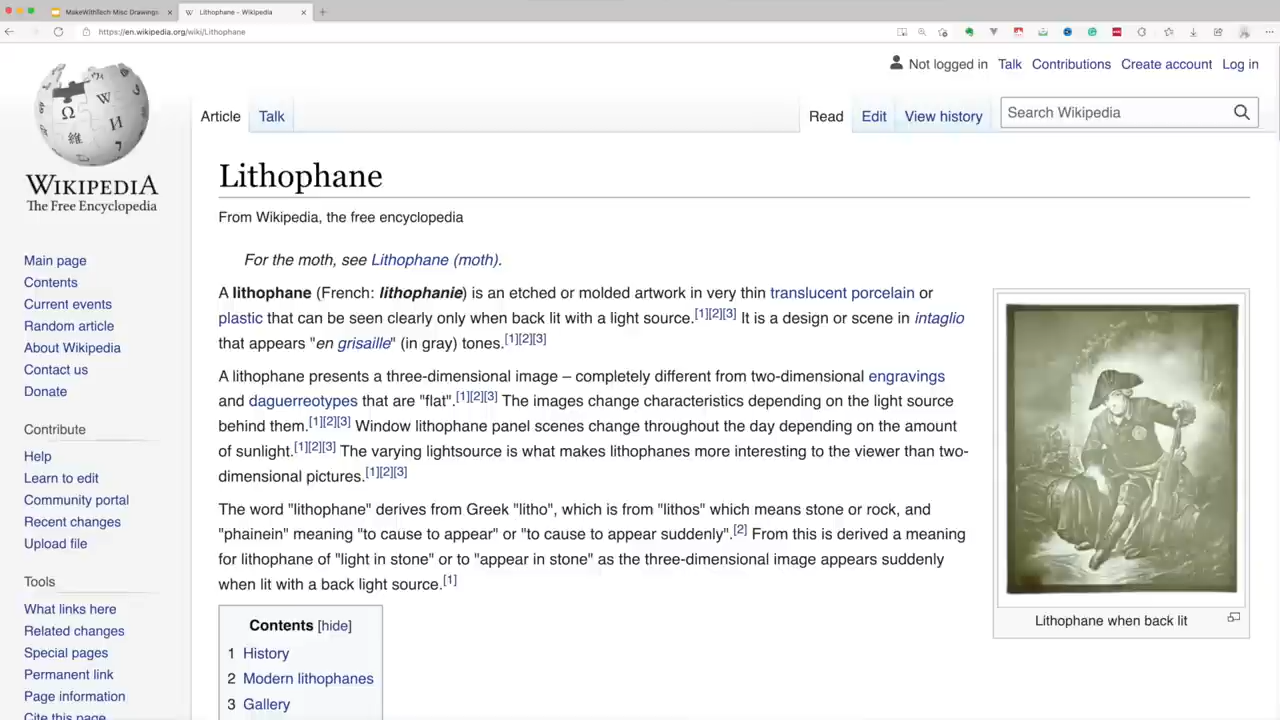 MakeWithTech Misc Drawings
Lithophane - Wikipedia
https://en.wikipedia.org/wiki/Lithophane
Not logged in Talk Contributions Create account Log in
Article Talk Read Edit View history Search Wikipedia
WIKIPEDIA
The Free Encyclopedia
Main page
Contents
Current events
Random article
About Wikipedia
Contact us
Donate
Contribute
Help
Learn to edit
Community portal
Recent changes
Upload file
Tools
What links here
Related changes
Special pages
Permanent link
Page information
Cite this page
Lithophane
From Wikipedia, the free encyclopedia
For the moth, see Lithophane (moth).
A lithophane (French: lithophanie) is an etched or molded artwork in very thin translucent porcelain or
plastic that can be seen clearly only when back lit with a light source.[1][2][3] It is a design or scene in intaglio
that appears "en grisaille" (in gray) tones.[1][2][3]
A lithophane presents a three-dimensional image – completely different from two-dimensional engravings
and daguerreotypes that are "flat".[1][2][3] The images change characteristics depending on the light source
behind them.[1][2][3] Window lithophane panel scenes change throughout the day depending on the amount
of sunlight.[1][2][3] The varying lightsource is what makes lithophanes more interesting to the viewer than two-
dimensional pictures.[1][2][3]
The word "lithophane" derives from Greek "litho", which is from "lithos" which means stone or rock, and
"phainein" meaning "to cause to appear" or "to cause to appear suddenly".[2] From this is derived a meaning
for lithophane of "light in stone" or to "appear in stone" as the three-dimensional image appears suddenly
when lit with a back light source.[1]
Contents [hide]
1 History
2 Modern lithophanes
3 Gallery
Lithophane when back lit